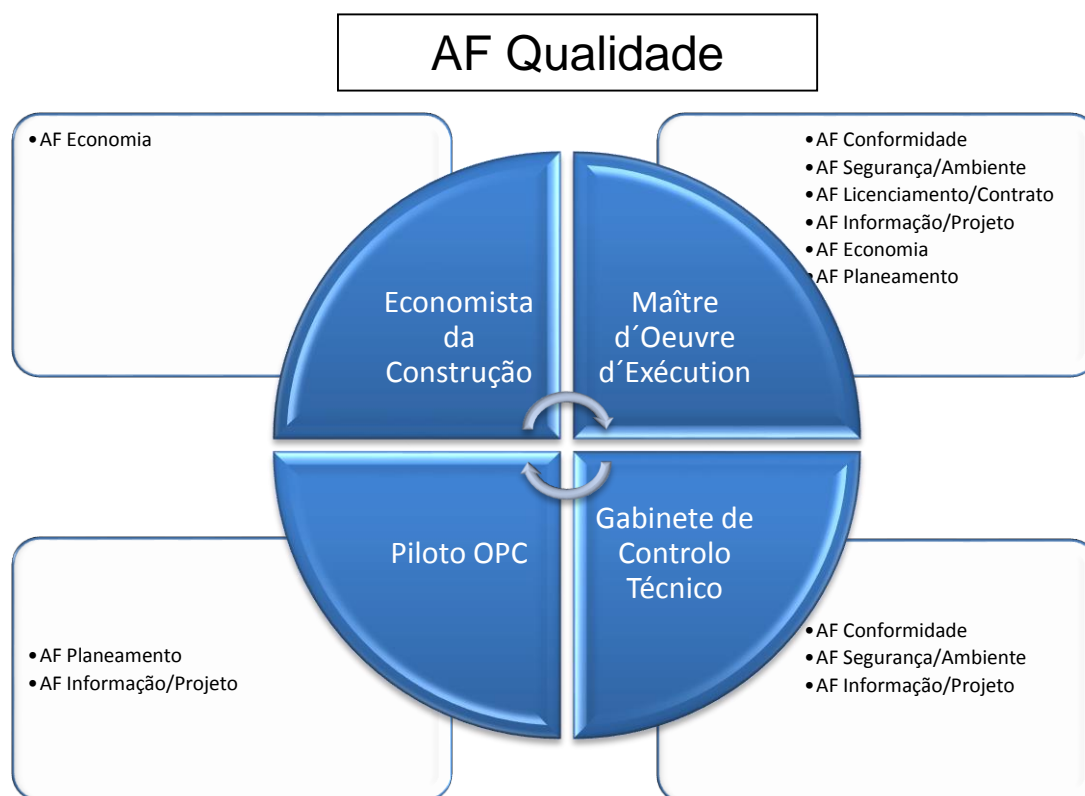 AF Qualidade
•AF Economia
•AF Conformidade
•AF Segurança/Ambiente
•AF Licenciamento/Contrato
•AF Informação/Projeto
•AF Economia
•AF Planeamento
Economista
da
Construção
Maître
d´Oeuvre
d´Exécution
Piloto OPC
Gabinete de
Controlo
Técnico
•AF Planeamento
•AF Informação/Projeto
•AF Conformidade
•AF Segurança/Ambiente
•AF Informação/Projeto